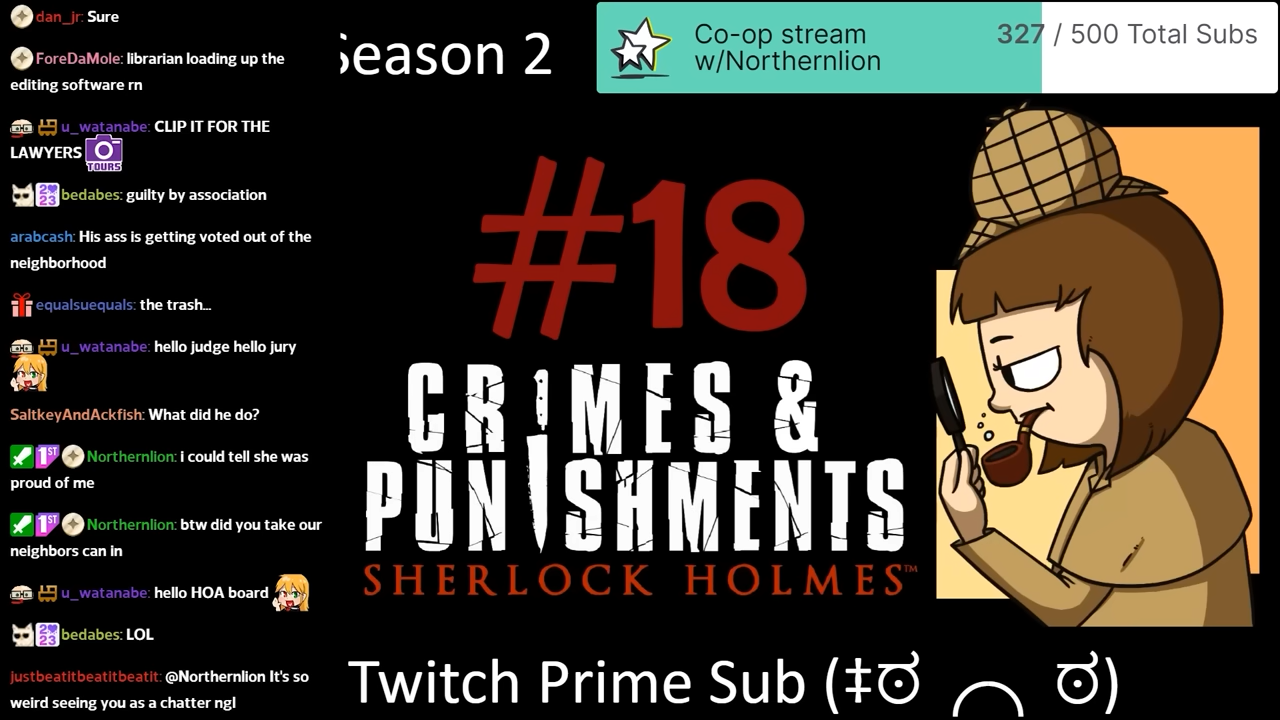 dan_jr: Sure
ForeDaMole: librarian loading up the
editing software rn
u_watanabe: CLIP IT FOR THE
LAWYERS TOURS
bedabes: guilty by association
arabcash: His ass is getting voted out of the
neighborhood
equalsuequals: the trash...
u_watanabe: hello judge hello jury
SaltkeyAndAckfish: What did he do?
Northernlion: i could tell she was
proud of me
Northernlion: btw did you take our
neighbors can in
u_watanabe: hello HOA board
bedabes: LOL
justbeatitbeatitbeatit: @Northernlion It's so
weird seeing you as a chatter ngl
Season 2
Co-op stream
w/Northernlion
327 / 500 Total Subs
#18
CRIMES &
PUNISHMENTS
SHERLOCK HOLMES™
Twitch Prime Sub (‡ಠ ╭╮ ಠ)